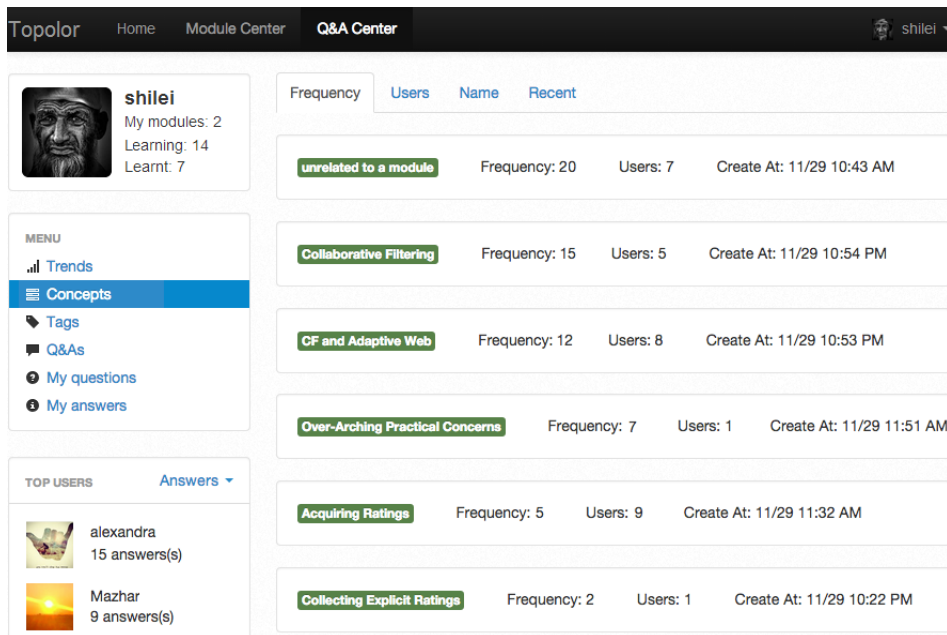 Topolor Home Module Center Q&A Center shilei
shilei
My modules: 2
Learning: 14
Learnt: 7
MENU
Trends
Concepts
Tags
Q&As
My questions
My answers
TOP USERS Answers
alexandra
15 answers(s)
Mazhar
9 answers(s)
Frequency Users Name Recent
unrelated to a module Frequency: 20 Users: 7 Create At: 11/29 10:43 AM
Collaborative Filtering Frequency: 15 Users: 5 Create At: 11/29 10:54 PM
CF and Adaptive Web Frequency: 12 Users: 8 Create At: 11/29 10:53 PM
Over-Arching Practical Concerns Frequency: 7 Users: 1 Create At: 11/29 11:51 AM
Acquiring Ratings Frequency: 5 Users: 9 Create At: 11/29 11:32 AM
Collecting Explicit Ratings Frequency: 2 Users: 1 Create At: 11/29 10:22 PM